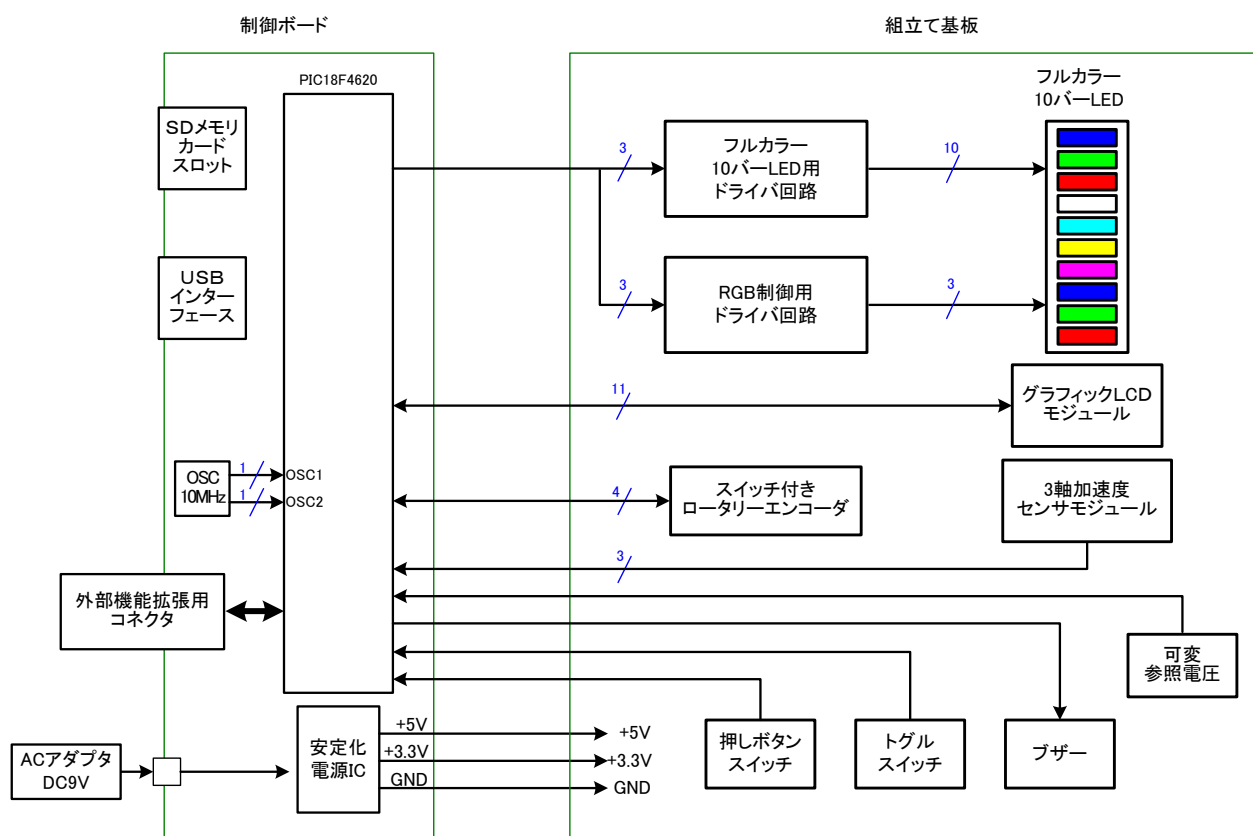 制御ボード
組立て基板
PIC18F4620
フルカラー
10バーLED
SDメモリ
カード
スロット
3
フルカラー
10バーLED用
ドライバ回路
10
USB
インター
フェース
3
RGB制御用
ドライバ回路
3
11
グラフィックLCD
モジュール
OSC
10MHz
1
OSC1
1
OSC2
4
スイッチ付き
ロータリーエンコーダ
3軸加速度
センサモジュール
3
外部機能拡張用
コネクタ
可変
参照電圧
ACアダプタ
DC9V
安定化
電源IC
+5V
+3.3V
GND
+5V
+3.3V
GND
押しボタン
スイッチ
トグル
スイッチ
ブザー